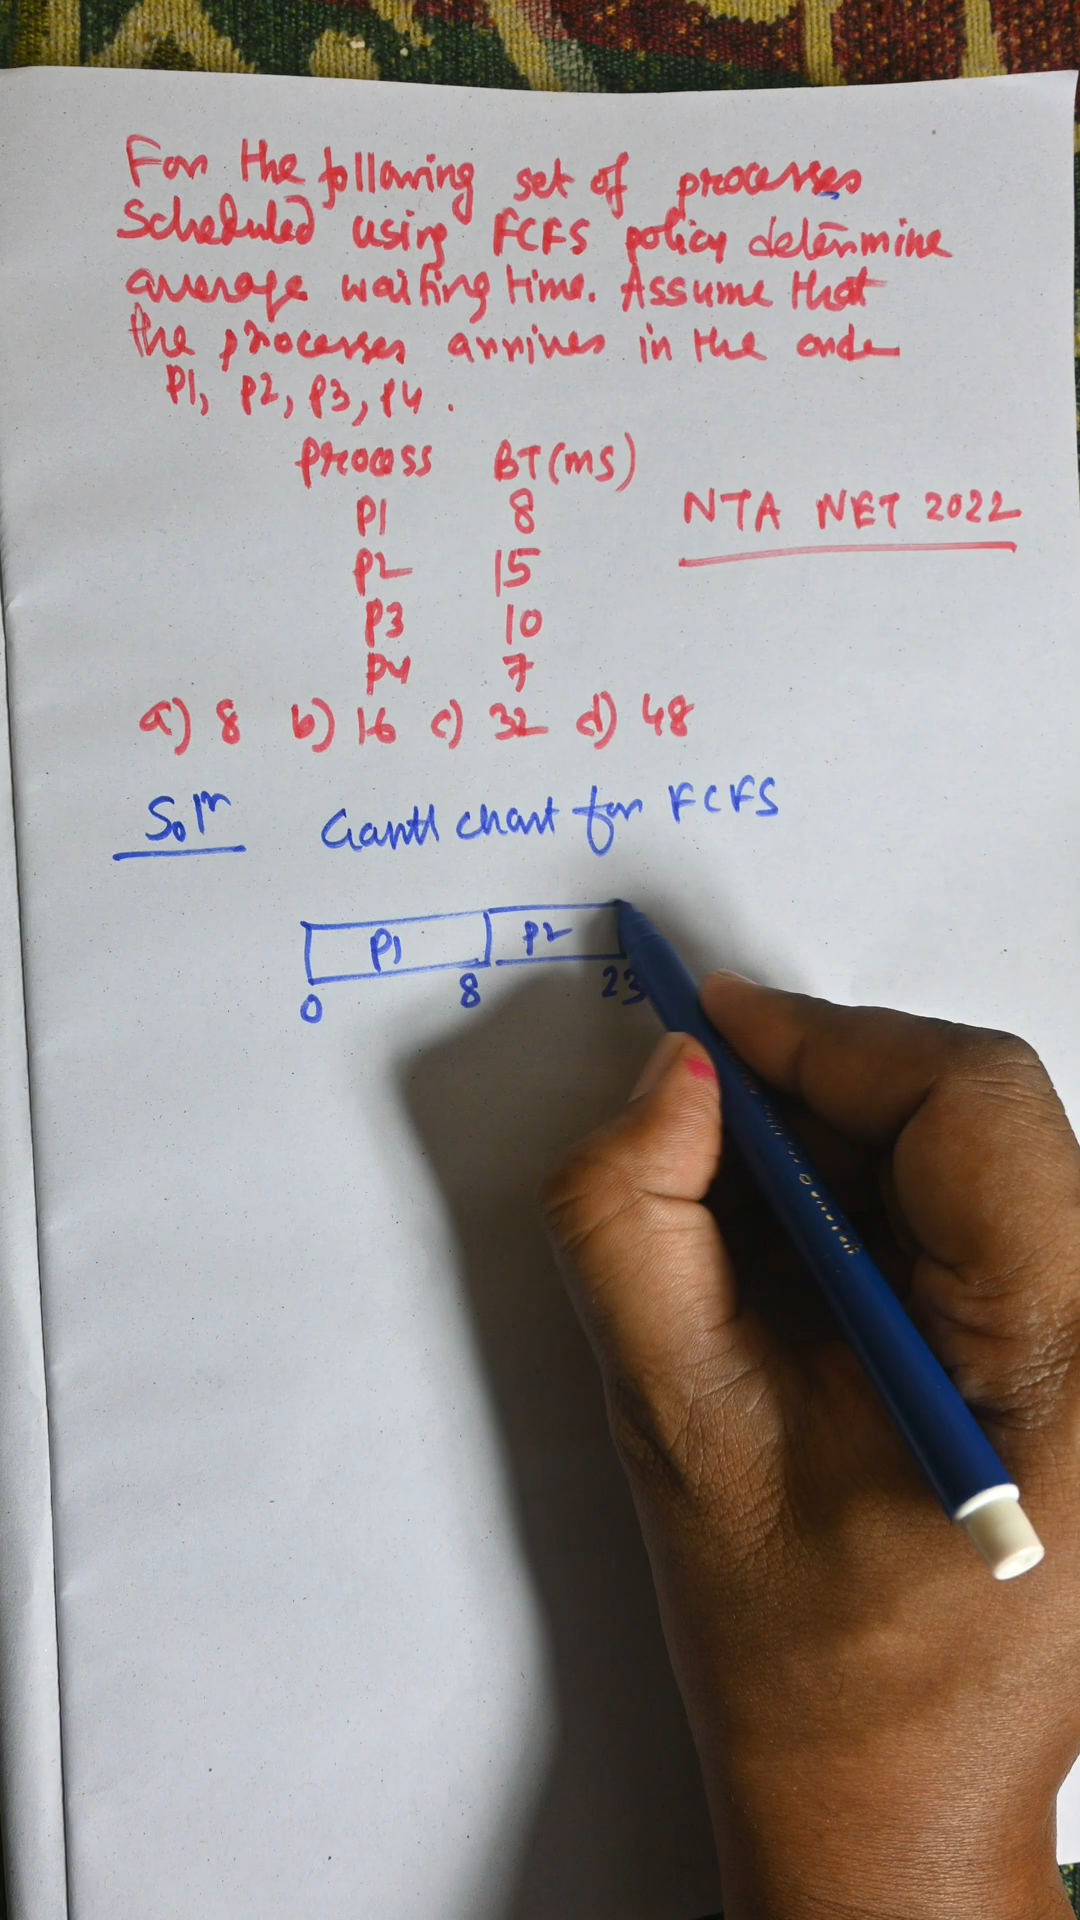 For the following set of processes
Scheduled using FCFS policy determine
average waiting time. Assume that
the processes arrives in the orde
P1, P2, P3, P4.
Process BT(ms)
P1 8
P2 15
P3 10
P4 7
NTA NET 2022
a) 8 b) 16 c) 32 d) 48
Solⁿ Gantt chart for FCFS
P1 P2
0 8 23